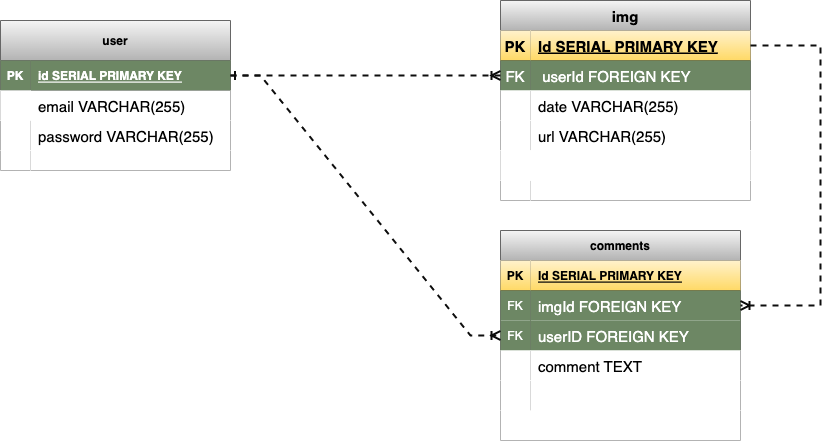 user
PK id SERIAL PRIMARY KEY
email VARCHAR(255)
password VARCHAR(255)
img
PK Id SERIAL PRIMARY KEY
FK userId FOREIGN KEY
date VARCHAR(255)
url VARCHAR(255)
comments
PK Id SERIAL PRIMARY KEY
FK imgId FOREIGN KEY
FK userID FOREIGN KEY
comment TEXT